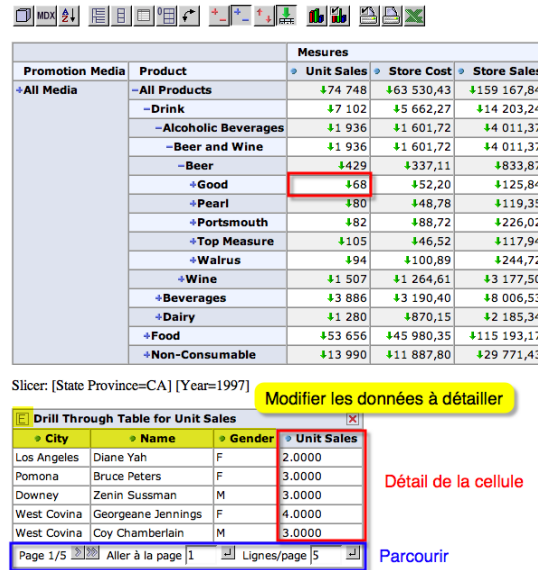 MDX
Mesures
Promotion Media Product Unit Sales Store Cost Store Sales
+All Media -All Products 74 748 63 530,43 159 167,84
-Drink 7 102 5 662,27 14 203,24
-Alcoholic Beverages 1 936 1 601,72 4 011,37
-Beer and Wine 1 936 1 601,72 4 011,37
-Beer 429 337,11 833,87
+Good 68 52,20 125,84
+Pearl 80 48,78 119,35
+Portsmouth 82 88,72 226,02
+Top Measure 105 46,52 117,94
+Walrus 94 100,89 244,72
+Wine 1 507 1 264,61 3 177,50
+Beverages 3 886 3 190,40 8 006,53
+Dairy 1 280 870,15 2 185,34
+Food 53 656 45 980,35 115 193,17
+Non-Consumable 13 990 11 887,80 29 771,43
Slicer: [State Province=CA] [Year=1997]
Modifier les données à détailler
E Drill Through Table for Unit Sales
City Name Gender Unit Sales
Los Angeles Diane Yah F 2.0000
Pomona Bruce Peters F 3.0000
Downey Zenin Sussman M 3.0000
West Covina Georgeane Jennings F 4.0000
West Covina Coy Chamberlain M 3.0000
Détail de la cellule
Page 1/5 Aller à la page 1 Lignes/page 5
Parcourir